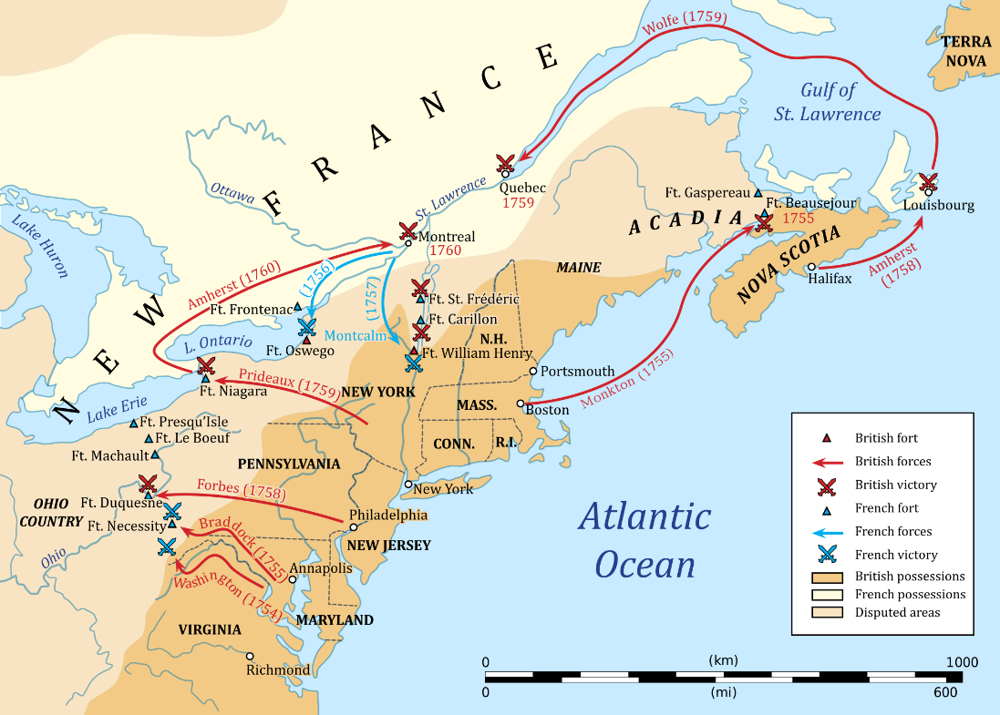 Wolfe (1759)
TERRA
NOVA
Gulf of
St. Lawrence
NEW FRANCE
Ottawa
St. Lawrence
Quebec
1759
Lake Huron
Montreal
1760
Ft. Gaspereau
Ft. Beausejour
1755
ACADIA
Louisbourg
NOVA SCOTIA
Halifax
Amherst
(1758)
MAINE
Amherst (1760)
(1756)
(1757)
Montcalm
Ft. Frontenac
Ft. Oswego
L. Ontario
Ft. St. Frédéric
Ft. Carillon
N.H.
Ft. William Henry
Ft. Niagara
Prideaux (1759)
NEW YORK
Portsmouth
Monkton (1755)
Boston
MASS.
CONN.
R.I.
Lake Erie
Ft. Presqu'Isle
Ft. Le Boeuf
Ft. Machault
PENNSYLVANIA
Forbes (1758)
New York
OHIO
COUNTRY
Ft. Duquesne
Ft. Necessity
Ohio
Braddock (1755)
Washington (1754)
Philadelphia
NEW JERSEY
Annapolis
MARYLAND
VIRGINIA
Richmond
Atlantic
Ocean
British fort
British forces
British victory
French fort
French forces
French victory
British possessions
French possessions
Disputed areas
0 (km) 1000
0 (mi) 600